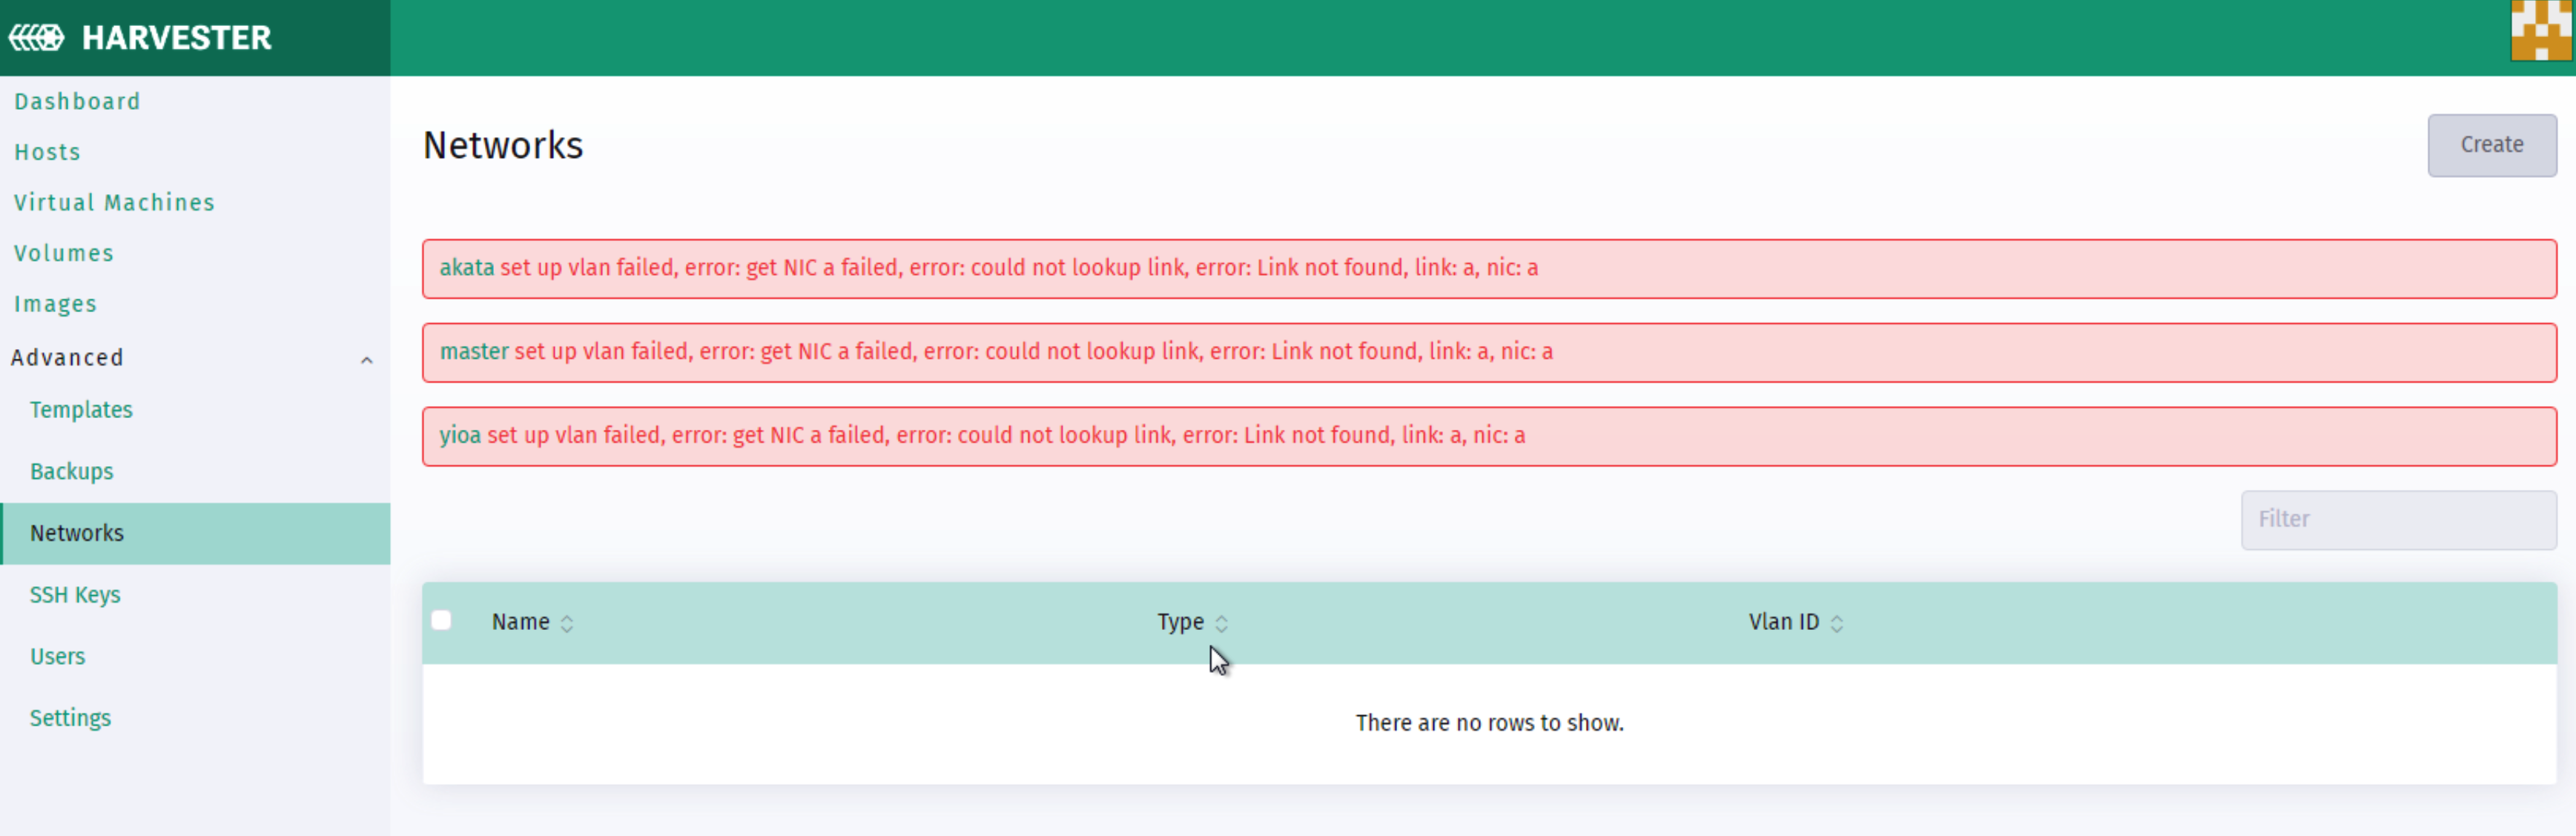 HARVESTER
Dashboard
Hosts
Virtual Machines
Volumes
Images
Advanced
Templates
Backups
Networks
SSH Keys
Users
Settings
Networks
Create
akata set up vlan failed, error: get NIC a failed, error: could not lookup link, error: Link not found, link: a, nic: a
master set up vlan failed, error: get NIC a failed, error: could not lookup link, error: Link not found, link: a, nic: a
yioa set up vlan failed, error: get NIC a failed, error: could not lookup link, error: Link not found, link: a, nic: a
Filter
Name Type Vlan ID
There are no rows to show.